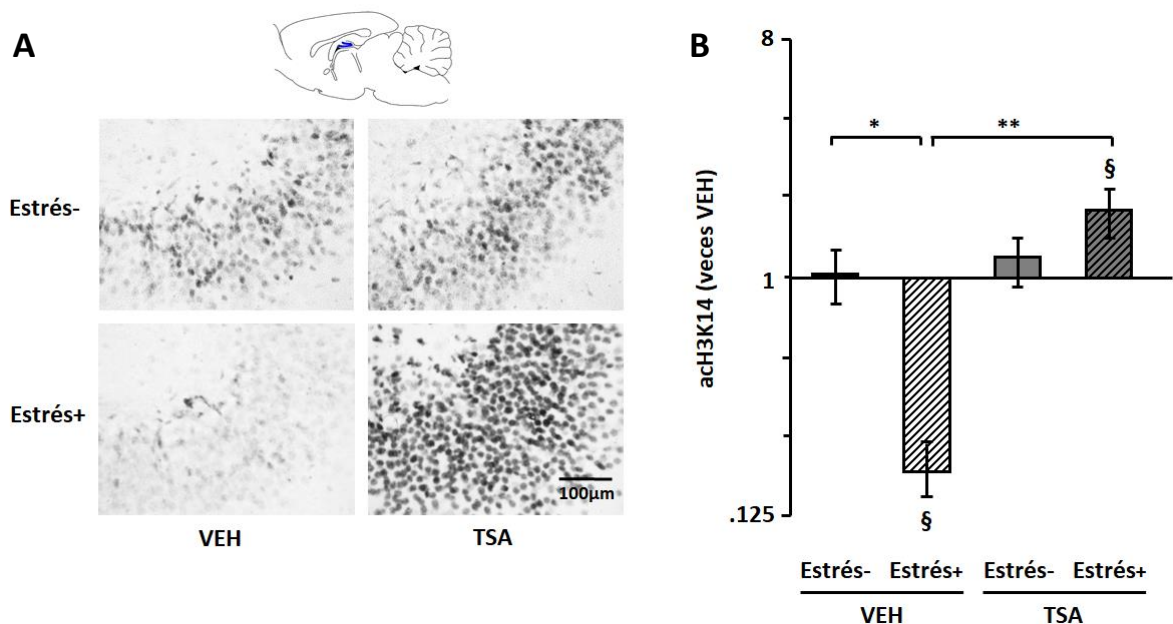 A
Estrés-
Estrés+
100µm
VEH
TSA
B
8
*
**
§
1
acH3K14 (veces VEH)
.125
§
Estrés- Estrés+ Estrés- Estrés+
VEH TSA